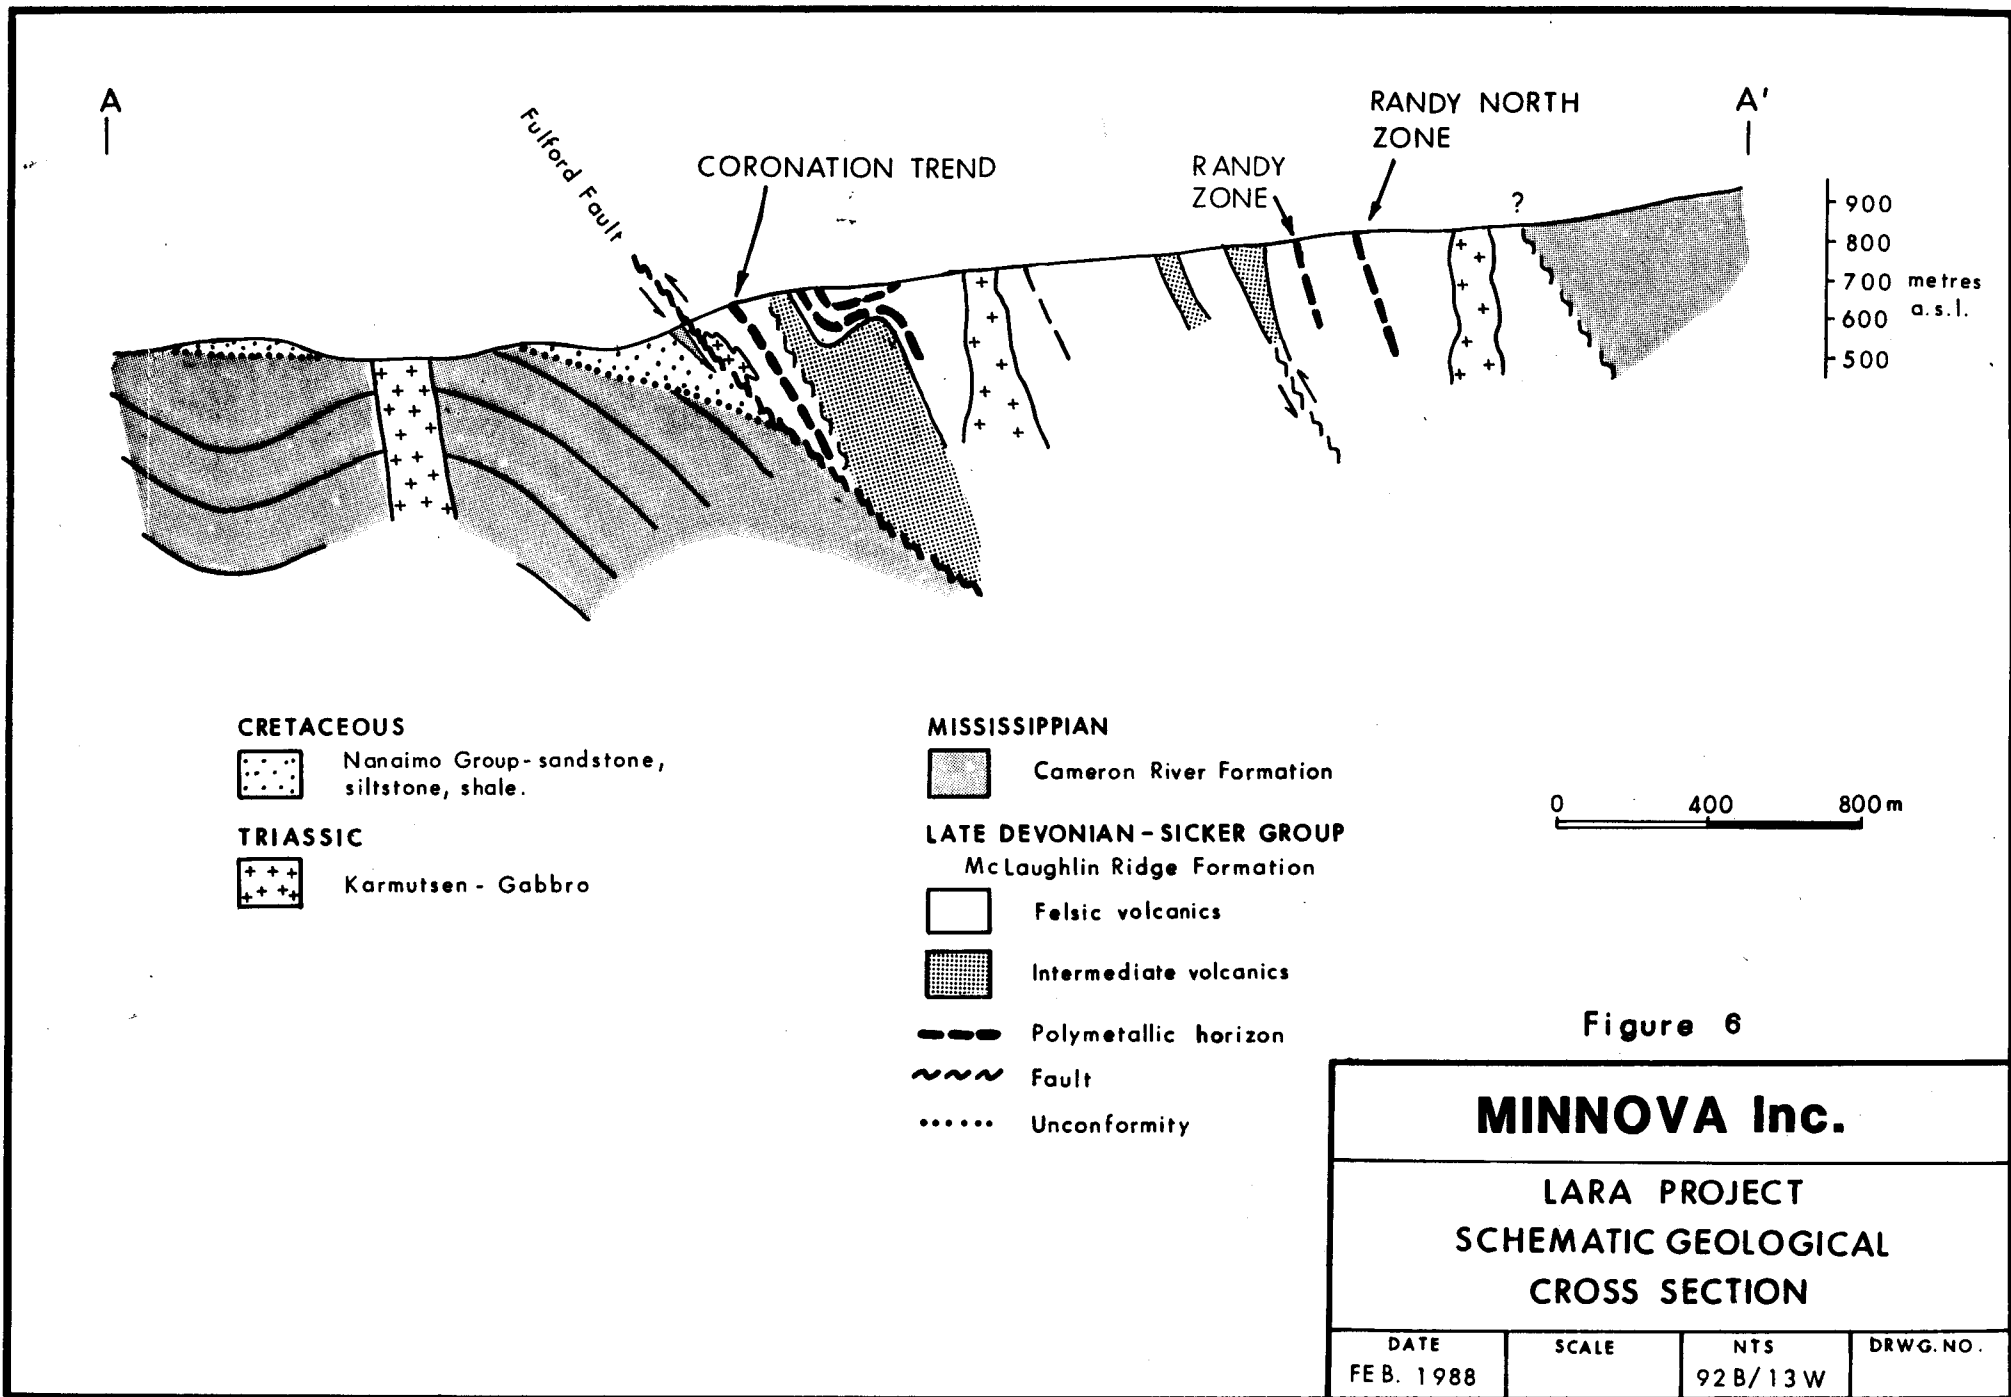 A
Fulford Fault
CORONATION TREND
RANDY
ZONE
RANDY NORTH
ZONE
A'
?
900
800
700 metres
a.s.l.
600
500
CRETACEOUS
Nanaimo Group-sandstone,
siltstone, shale.
TRIASSIC
Karmutsen - Gabbro
MISSISSIPPIAN
Cameron River Formation
LATE DEVONIAN-SICKER GROUP
McLaughlin Ridge Formation
Felsic volcanics
Intermediate volcanics
Polymetallic horizon
Fault
Unconformity
0 400 800m
Figure 6
MINNOVA Inc.
LARA PROJECT
SCHEMATIC GEOLOGICAL
CROSS SECTION
DATE
FEB. 1988
SCALE
NTS
92B/13W
DRWG.NO.